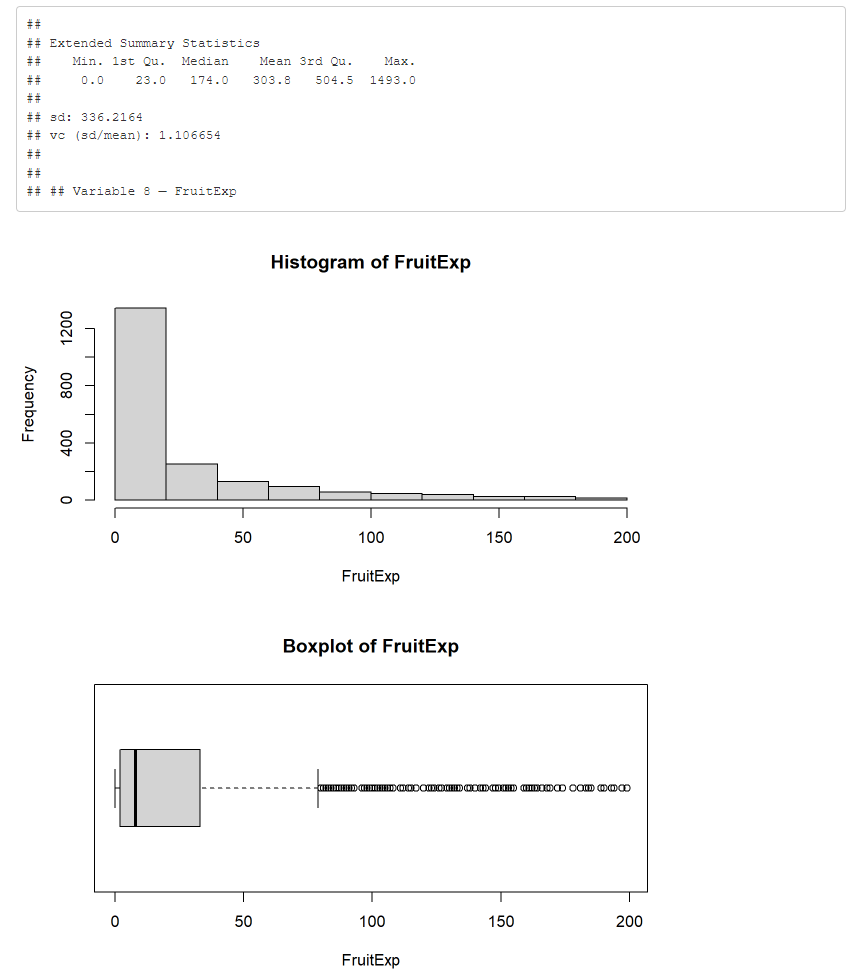 ##
## Extended Summary Statistics
##    Min. 1st Qu.  Median    Mean 3rd Qu.    Max.
##     0.0    23.0   174.0   303.8   504.5  1493.0
##
## sd: 336.2164
## vc (sd/mean): 1.106654
##
##
## ## Variable 8 – FruitExp
Histogram of FruitExp
Frequency
1200
800
400
0
0 50 100 150 200
FruitExp
Boxplot of FruitExp
0 50 100 150 200
FruitExp